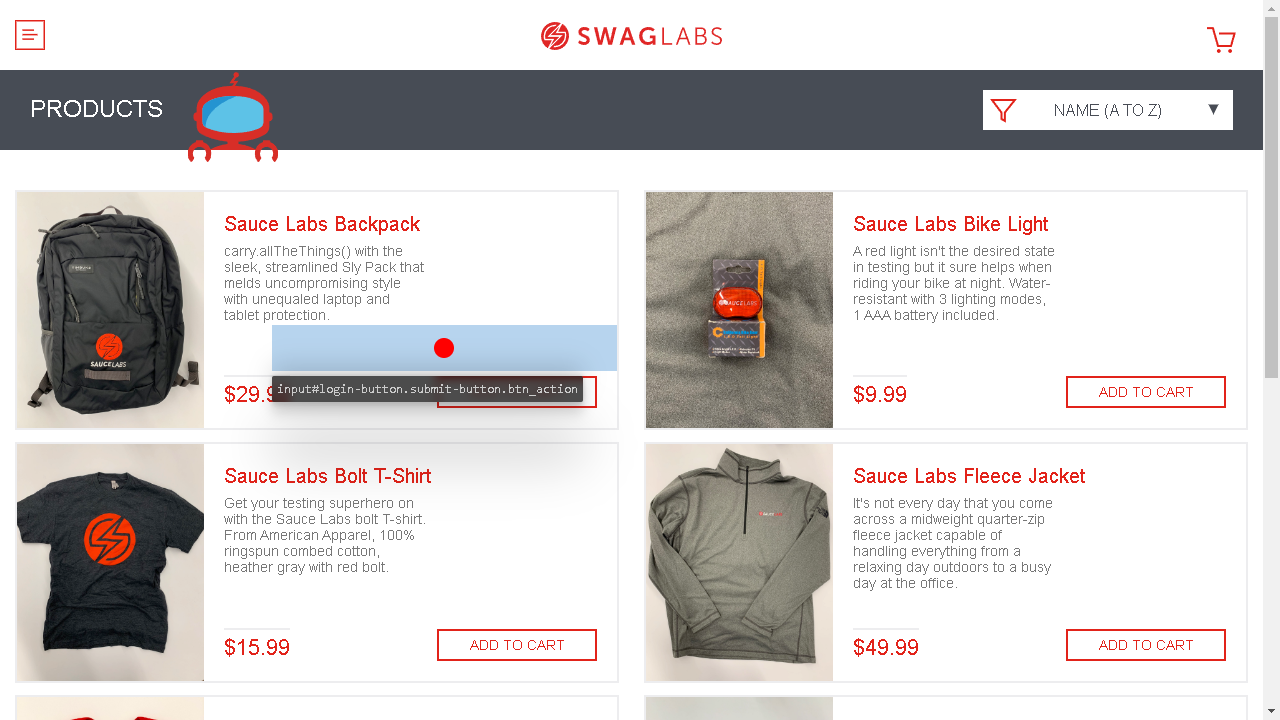 SWAGLABS
PRODUCTS
NAME (A TO Z)
Sauce Labs Backpack
carry.allTheThings() with the
sleek, streamlined Sly Pack that
melds uncompromising style
with unequaled laptop and
tablet protection.
input#login-button.submit-button.btn_action
$29.9
SAUCELABS
Sauce Labs Bike Light
A red light isn't the desired state
in testing but it sure helps when
riding your bike at night. Water-
resistant with 3 lighting modes,
1 AAA battery included.
$9.99
ADD TO CART
SAUCELABS
Sauce Labs Bolt T-Shirt
Get your testing superhero on
with the Sauce Labs bolt T-shirt.
From American Apparel, 100%
ringspun combed cotton,
heather gray with red bolt.
$15.99
ADD TO CART
Sauce Labs Fleece Jacket
It's not every day that you come
across a midweight quarter-zip
fleece jacket capable of
handling everything from a
relaxing day outdoors to a busy
day at the office.
$49.99
ADD TO CART